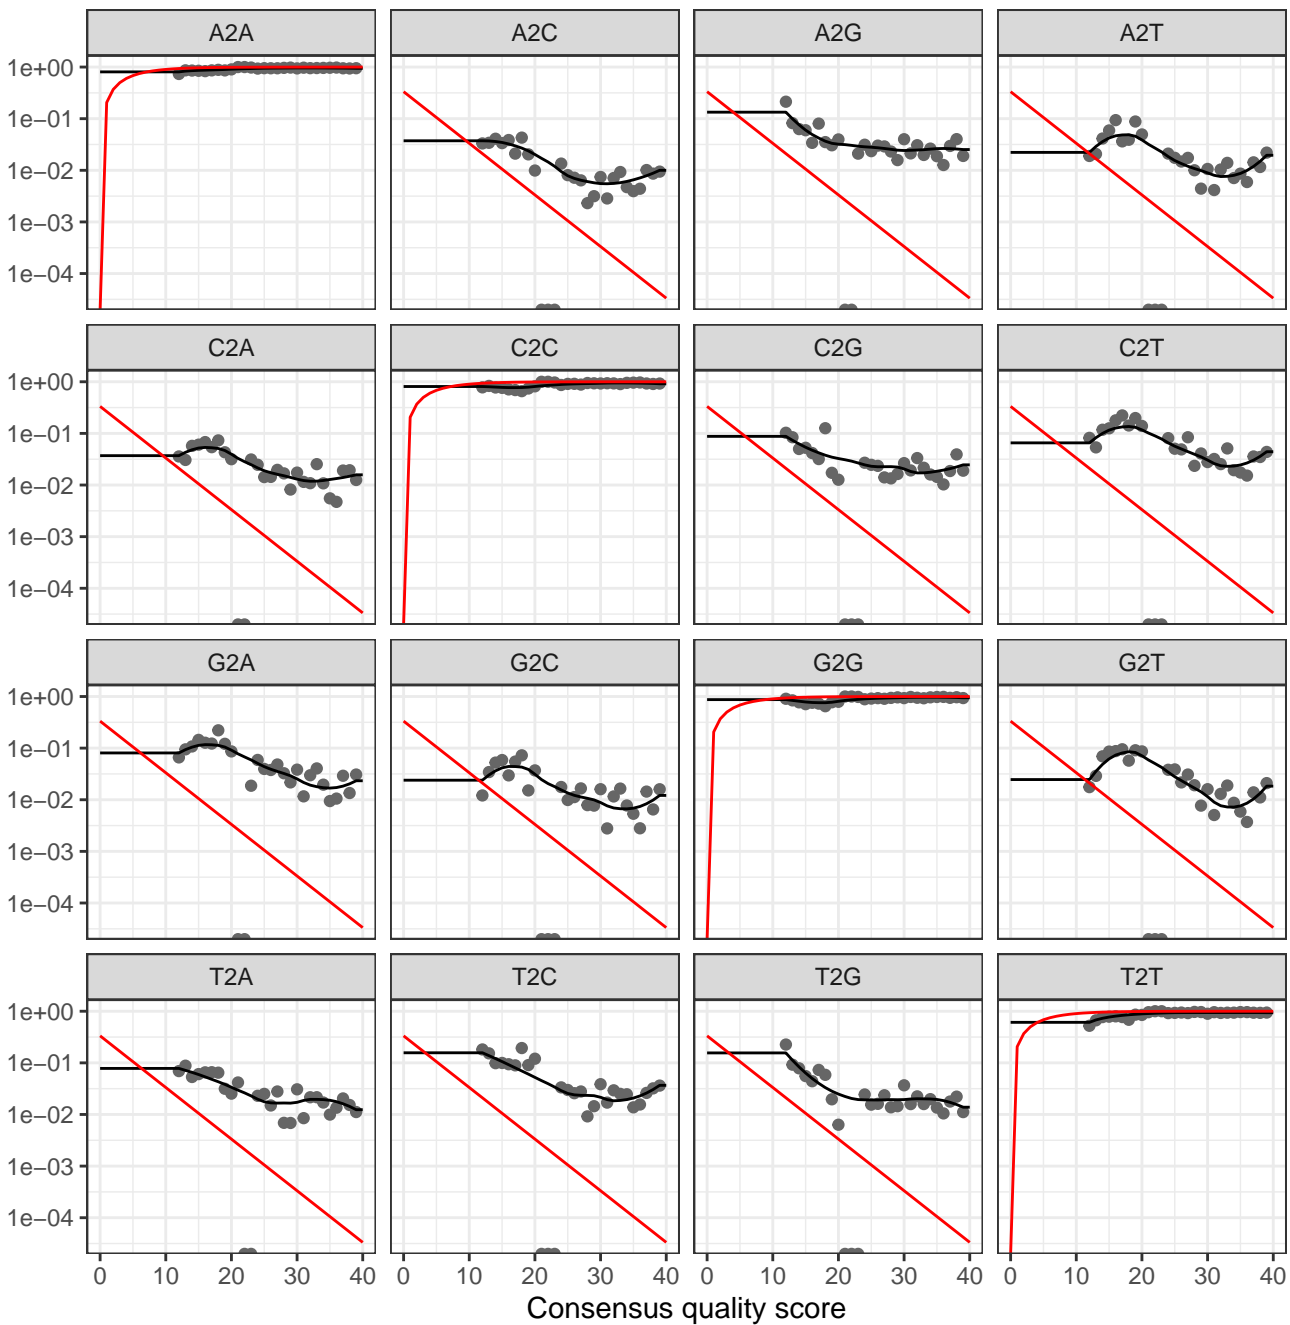 A2A A2C A2G A2T
1e+00
1e−01
1e−02
1e−03
1e−04
C2A C2C C2G C2T
1e+00
1e−01
1e−02
1e−03
1e−04
G2A G2C G2G G2T
1e+00
1e−01
1e−02
1e−03
1e−04
T2A T2C T2G T2T
1e+00
1e−01
1e−02
1e−03
1e−04
0 10 20 30 40 0 10 20 30 40 0 10 20 30 40 0 10 20 30 40
Consensus quality score